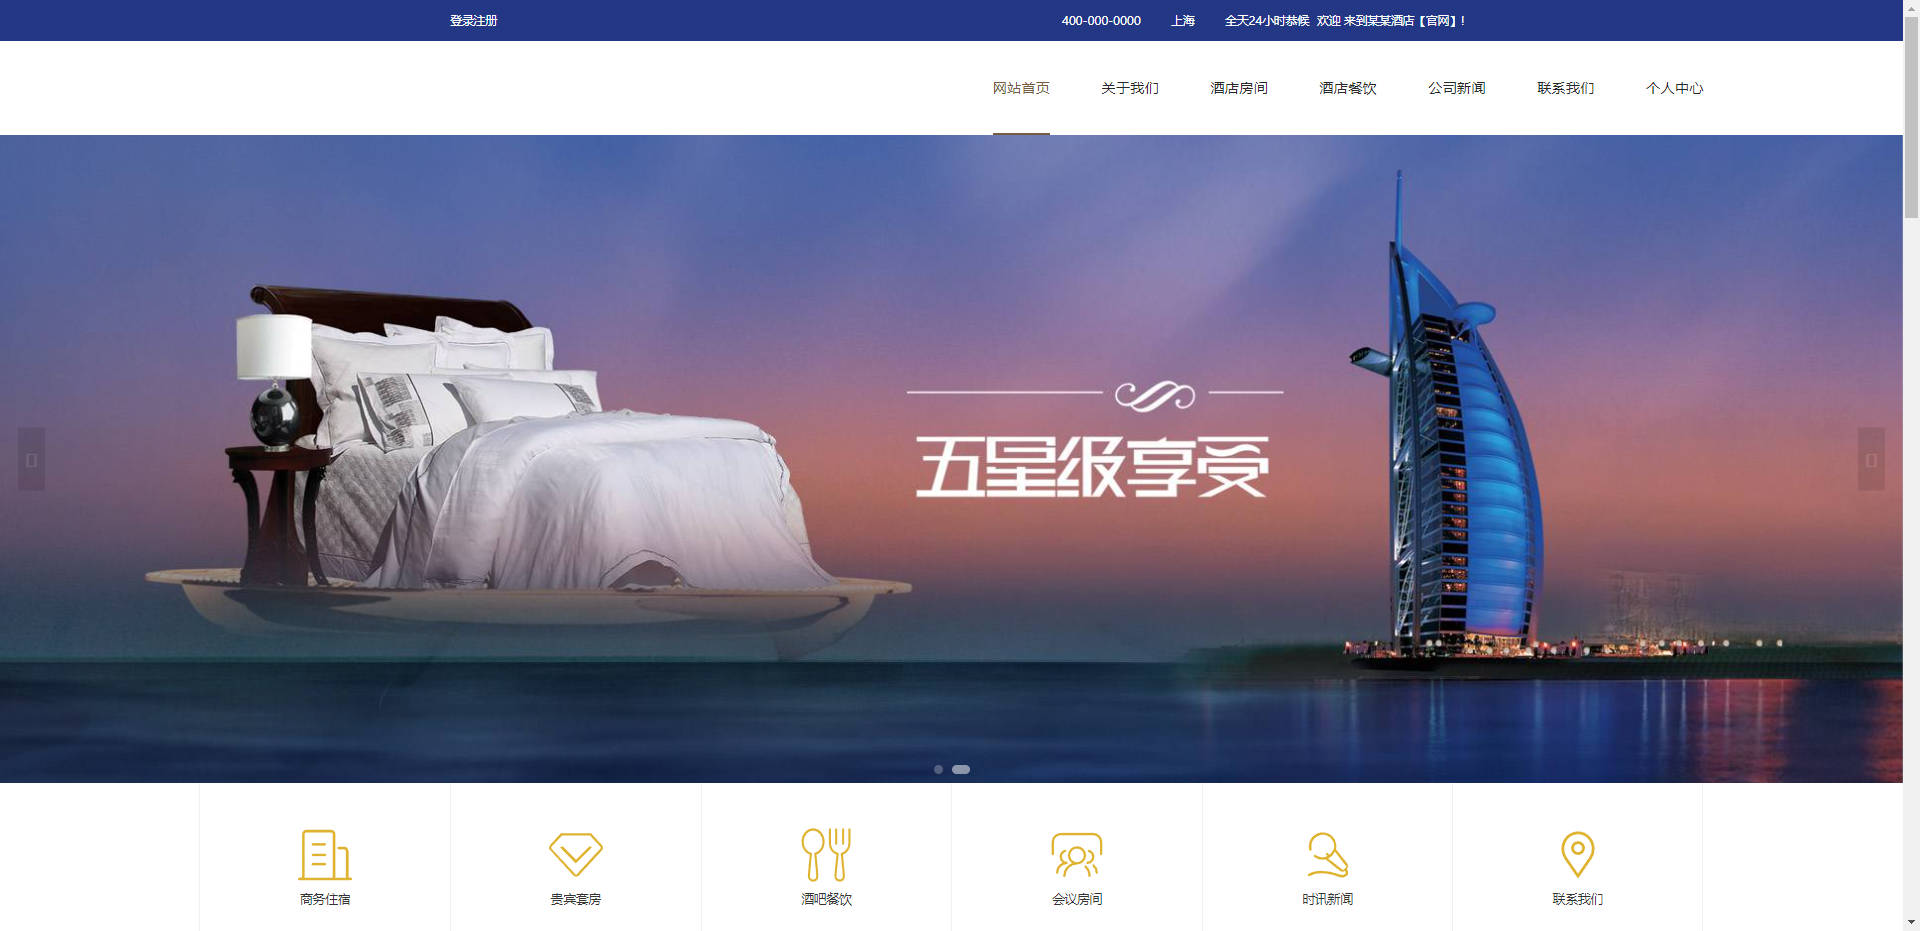 登录注册
400-000-0000 上海 全天24小时恭候 欢迎 来到某某酒店【官网】!
网站首页 关于我们 酒店房间 酒店餐饮 公司新闻 联系我们 个人中心
五星级享受
商务住宿 贵宾套房 酒吧餐饮 会议房间 时讯新闻 联系我们